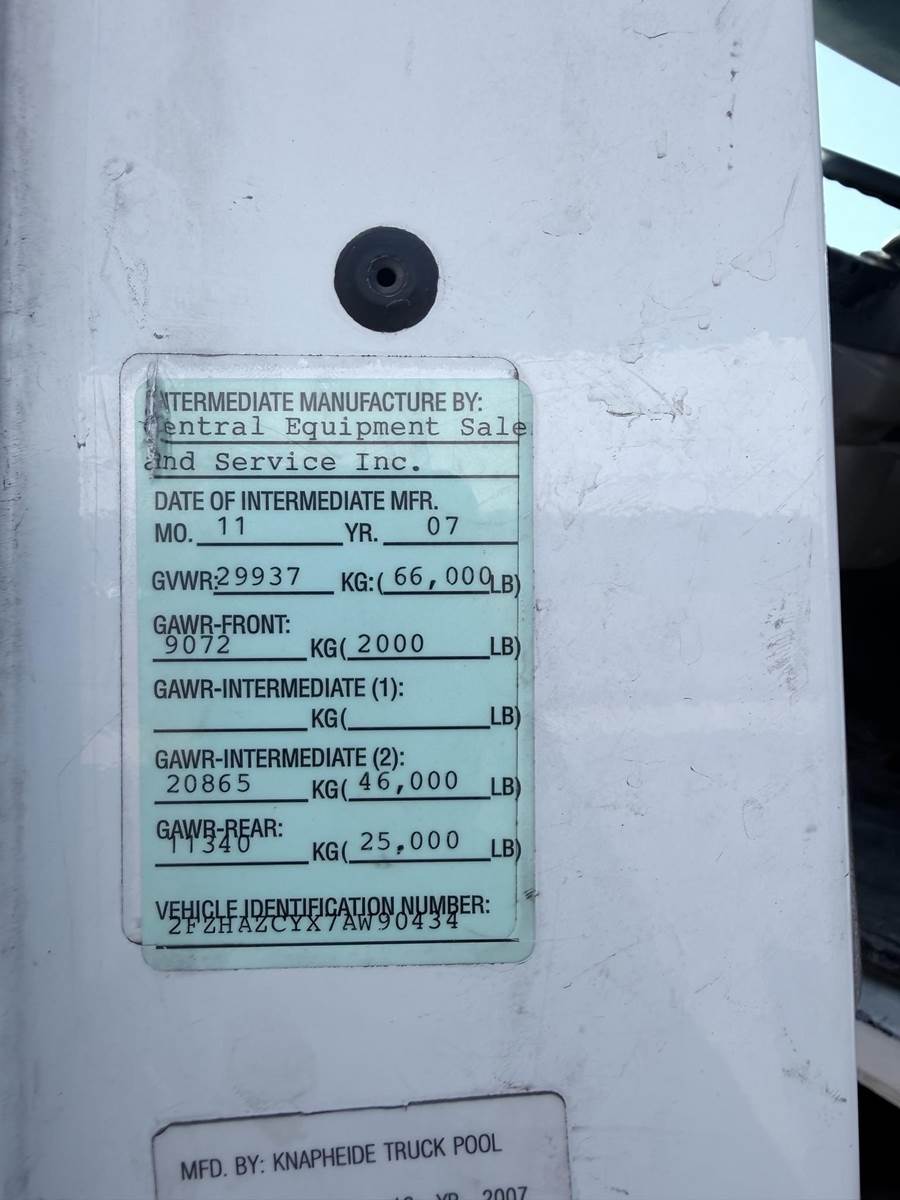 INTERMEDIATE MANUFACTURE BY:
Central Equipment Sale
and Service Inc.
DATE OF INTERMEDIATE MFR.
MO. 11 YR. 07
GVWR: 29937 KG: ( 66,000 LB)
GAWR-FRONT:
9072 KG( 2000 LB)
GAWR-INTERMEDIATE (1):
KG( LB)
GAWR-INTERMEDIATE (2):
20865 KG( 46,000 LB)
GAWR-REAR:
11340 KG( 25,000 LB)
VEHICLE IDENTIFICATION NUMBER:
2FZHAZCYX7AW90434
MFD. BY: KNAPHEIDE TRUCK POOL
YR 2007